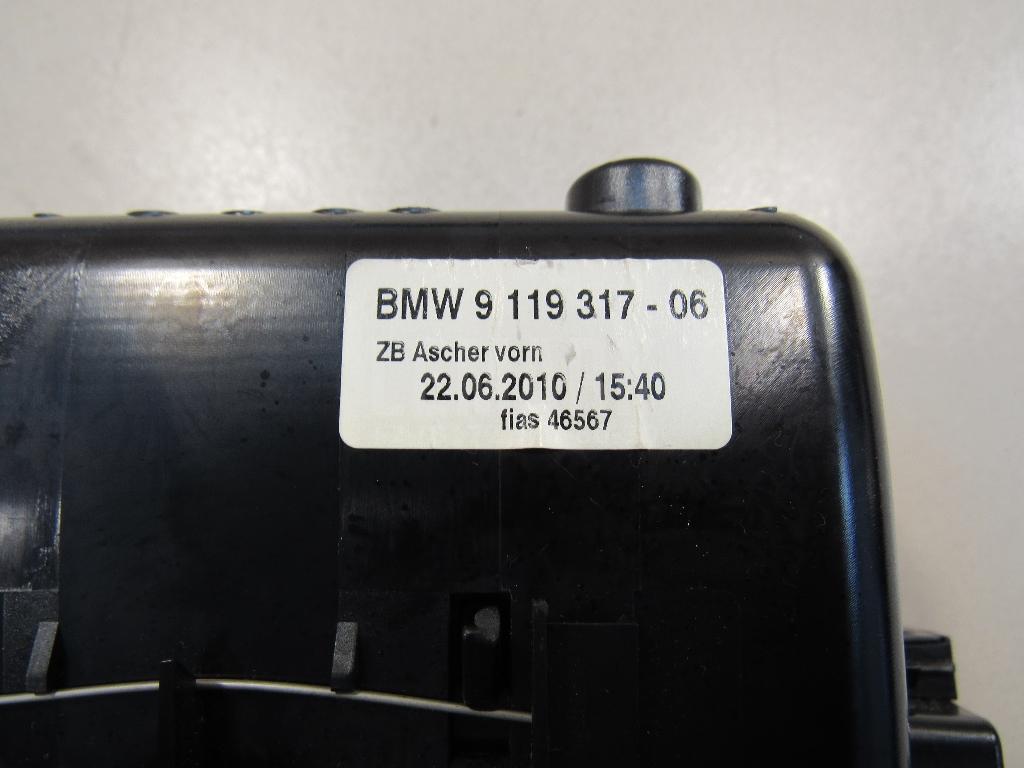 BMW 9 119 317 - 06
ZB Ascher vorn
22.06.2010 / 15:40
fias 46567